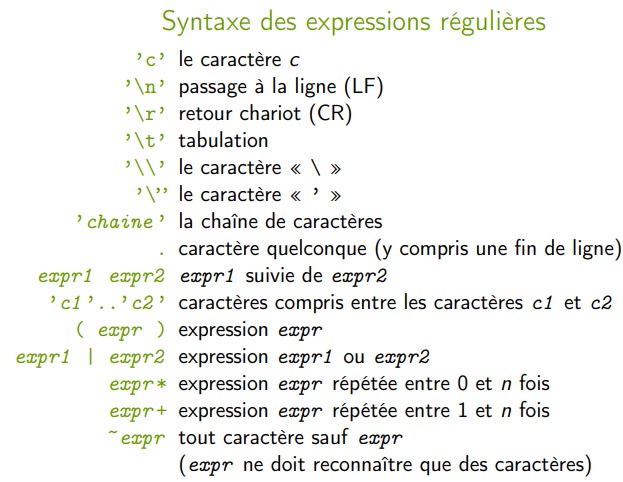 Syntaxe des expressions régulières
'c' le caractère c
'\n' passage à la ligne (LF)
'\r' retour chariot (CR)
'\t' tabulation
'\\' le caractère « \ »
'\'' le caractère « ' »
'chaine' la chaîne de caractères
. caractère quelconque (y compris une fin de ligne)
expr1 expr2 expr1 suivie de expr2
'c1'..'c2' caractères compris entre les caractères c1 et c2
( expr ) expression expr
expr1 | expr2 expression expr1 ou expr2
expr* expression expr répétée entre 0 et n fois
expr+ expression expr répétée entre 1 et n fois
~expr tout caractère sauf expr
(expr ne doit reconnaître que des caractères)